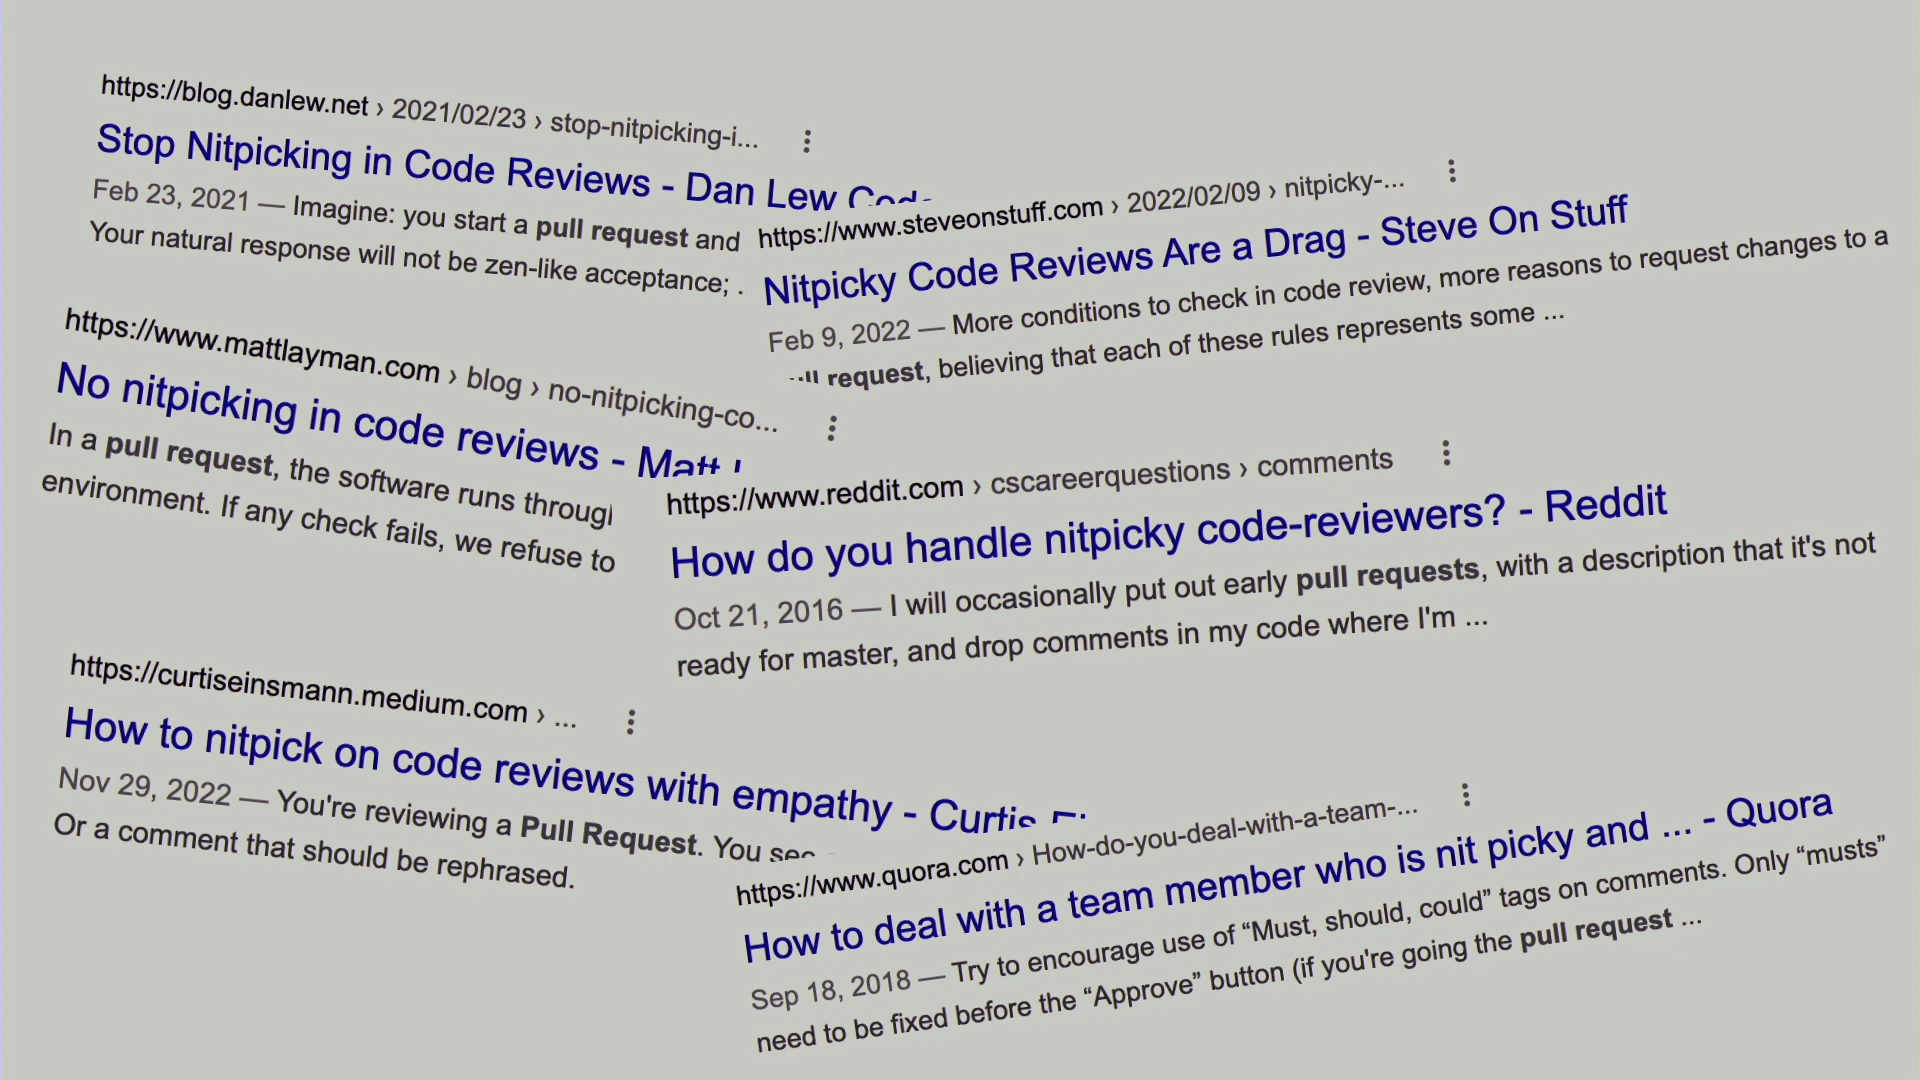 https://blog.danlew.net › 2021/02/23 › stop-nitpicking-i...
Stop Nitpicking in Code Reviews - Dan Lew
Feb 23, 2021 — Imagine: you start a pull request and
Your natural response will not be zen-like acceptance; .
https://www.steveonstuff.com › 2022/02/09 › nitpicky-...
Nitpicky Code Reviews Are a Drag - Steve On Stuff
Feb 9, 2022 — More conditions to check in code review, more reasons to request changes to a
request, believing that each of these rules represents some ...
https://www.mattlayman.com › blog › no-nitpicking-co...
No nitpicking in code reviews -
In a pull request, the software runs
environment. If any check fails, we refuse to
https://www.reddit.com › cscareerquestions › comments
How do you handle nitpicky code-reviewers? - Reddit
Oct 21, 2016 — I will occasionally put out early pull requests, with a description that it's not
ready for master, and drop comments in my code where I'm ...
https://curtiseinsmann.medium.com › ...
How to nitpick on code reviews with empathy - Curtis
Nov 29, 2022 — You're reviewing a Pull Request. You see
Or a comment that should be rephrased.
https://www.quora.com › How-do-you-deal-with-a-team-...
How to deal with a team member who is nit picky and ... - Quora
Sep 18, 2018 — Try to encourage use of “Must, should, could” tags on comments. Only “musts”
need to be fixed before the “Approve” button (if you're going the pull request ...